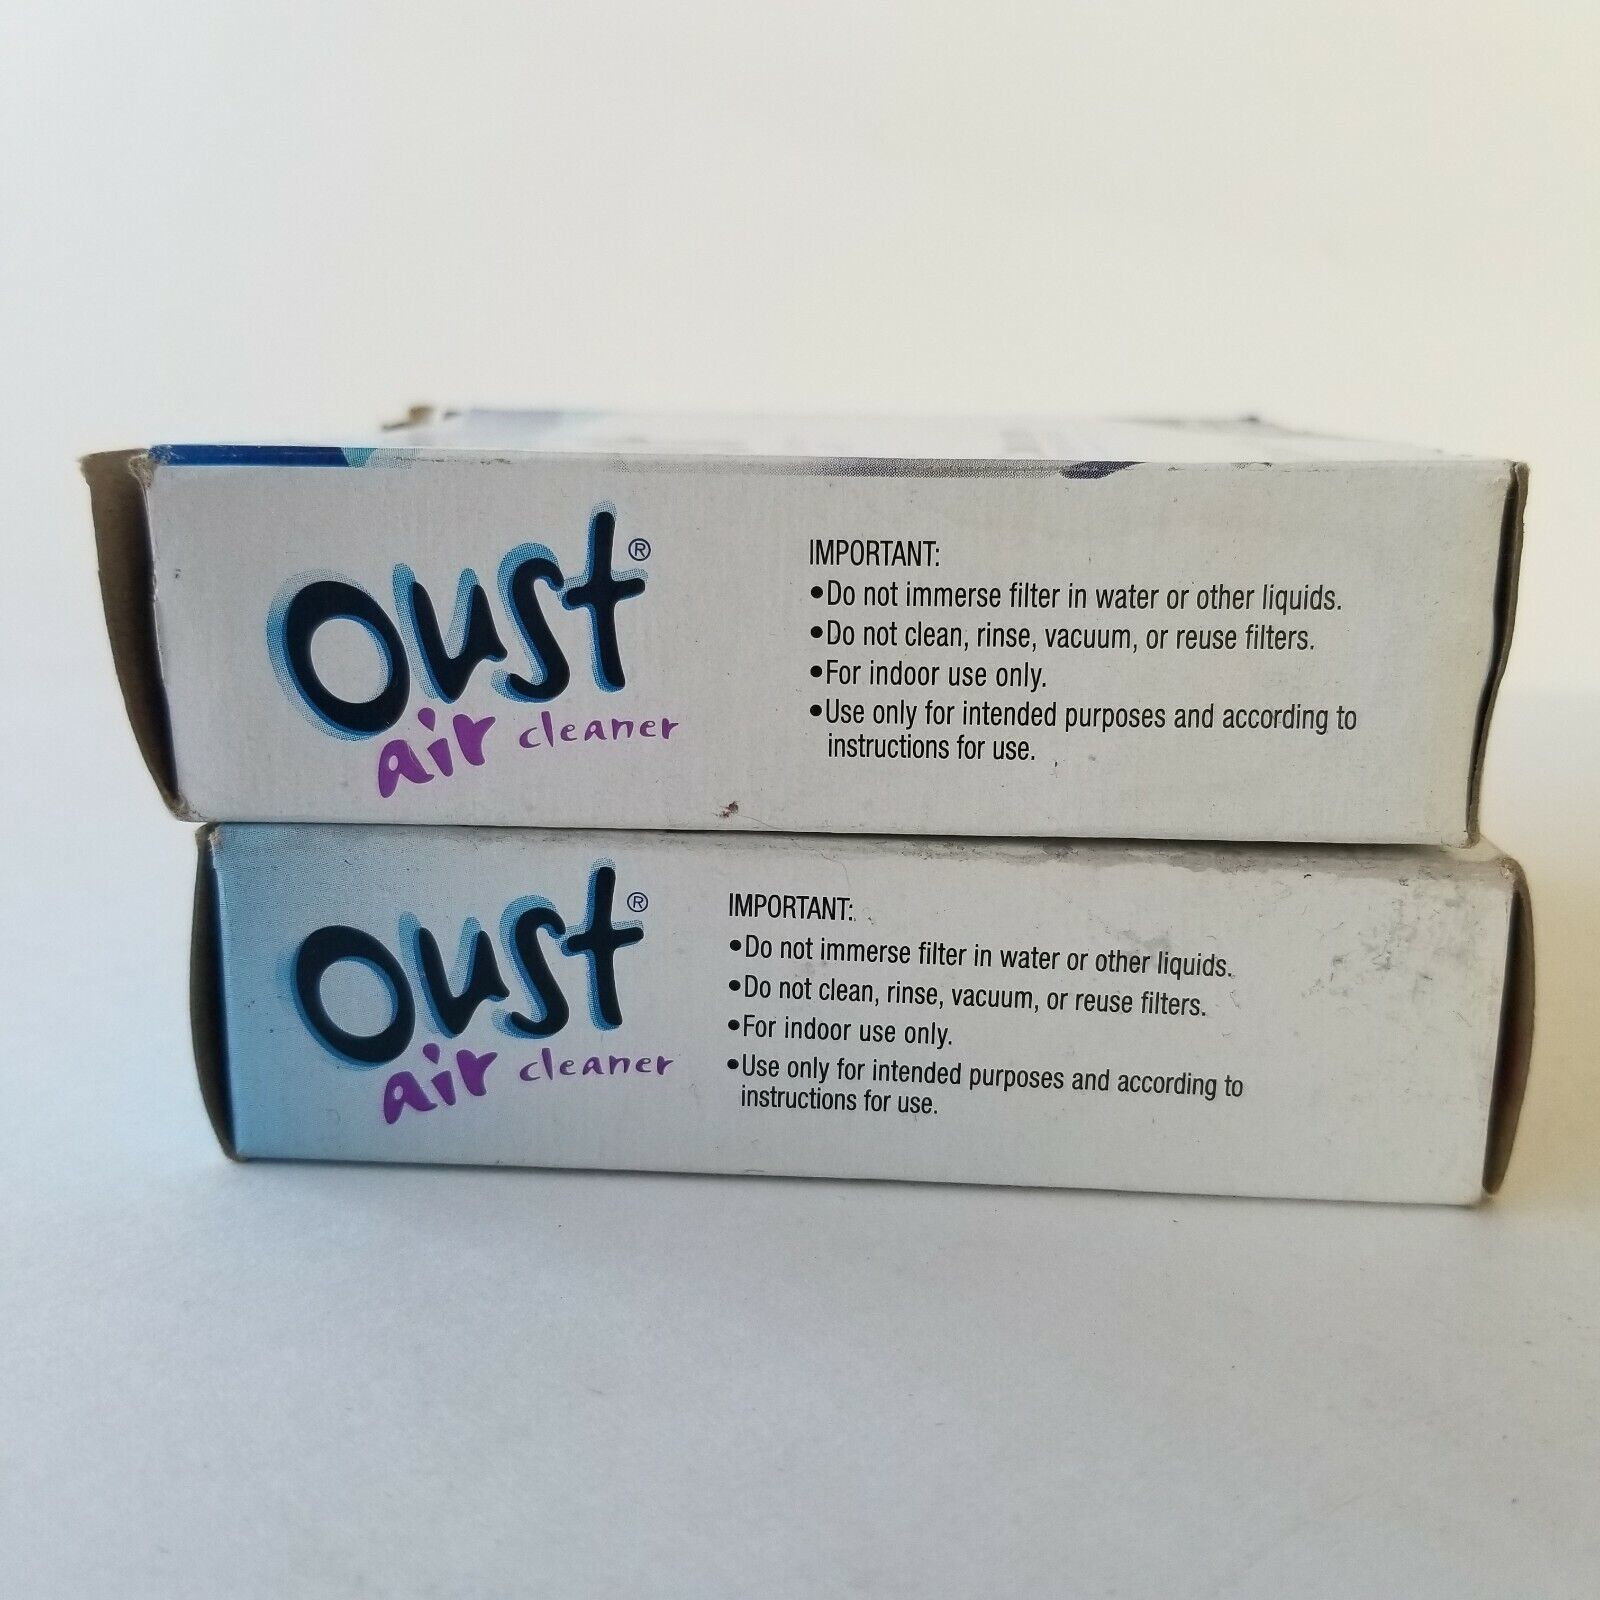 Oust®
air cleaner
IMPORTANT:
•Do not immerse filter in water or other liquids.
•Do not clean, rinse, vacuum, or reuse filters.
•For indoor use only.
•Use only for intended purposes and according to
instructions for use.
Oust®
air cleaner
IMPORTANT:
•Do not immerse filter in water or other liquids.
•Do not clean, rinse, vacuum, or reuse filters.
•For indoor use only.
•Use only for intended purposes and according to
instructions for use.